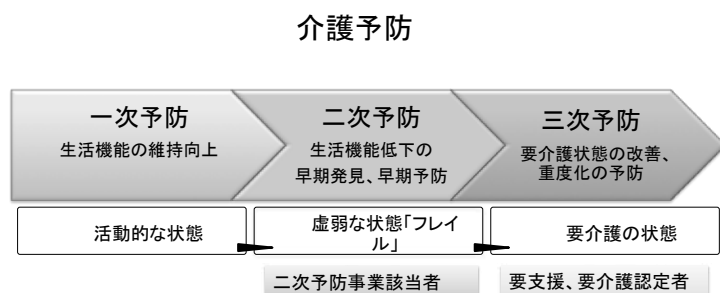 介護予防
一次予防
生活機能の維持向上
二次予防
生活機能低下の
早期発見、早期予防
三次予防
要介護状態の改善、
重度化の予防
活動的な状態
虚弱な状態「フレイ
ル」
要介護の状態
二次予防事業該当者
要支援、要介護認定者